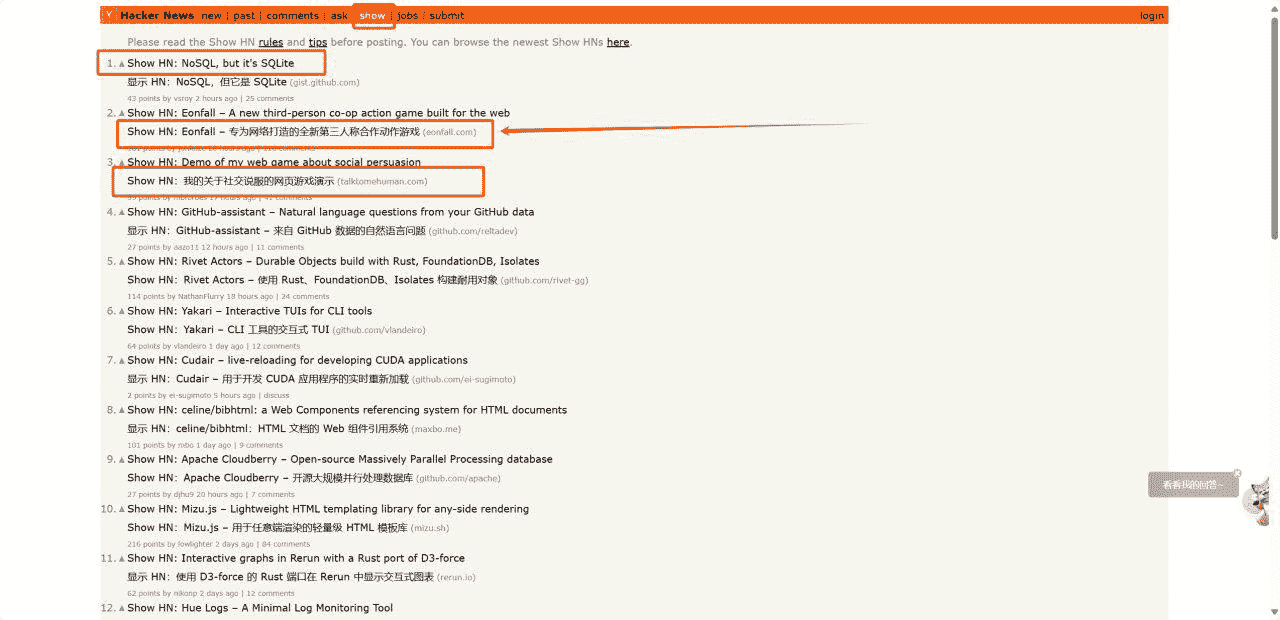 Y Hacker News new | past | comments | ask | show | jobs | submit login
Please read the Show HN rules and tips before posting. You can browse the newest Show HNs here.
1. Show HN: NoSQL, but it's SQLite
显示 HN：NoSQL，但它是 SQLite (gist.github.com)
43 points by vsroy 2 hours ago | 25 comments
2. Show HN: Eonfall – A new third-person co-op action game built for the web
Show HN：Eonfall – 专为网络打造的全新第三人称合作动作游戏 (eonfall.com)
3. Show HN: Demo of my web game about social persuasion
Show HN：我的关于社交说服的网页游戏演示 (talktomehuman.com)
4. Show HN: GitHub-assistant – Natural language questions from your GitHub data
显示 HN：GitHub-assistant – 来自 GitHub 数据的自然语言问题 (github.com/reltadev)
27 points by aazo11 12 hours ago | 11 comments
5. Show HN: Rivet Actors – Durable Objects build with Rust, FoundationDB, Isolates
Show HN：Rivet Actors – 使用 Rust、FoundationDB、Isolates 构建耐用对象 (github.com/rivet-gg)
114 points by NathanFlurry 18 hours ago | 24 comments
6. Show HN: Yakari – Interactive TUIs for CLI tools
Show HN：Yakari – CLI 工具的交互式 TUI (github.com/vlandeiro)
64 points by vlandeiro 1 day ago | 12 comments
7. Show HN: Cudair – live-reloading for developing CUDA applications
显示 HN：Cudair – 用于开发 CUDA 应用程序的实时重新加载 (github.com/ei-sugimoto)
2 points by ei-sugimoto 5 hours ago | discuss
8. Show HN: celine/bibhtml: a Web Components referencing system for HTML documents
显示 HN：celine/bibhtml：HTML 文档的 Web 组件引用系统 (maxbo.me)
101 points by mxbo 1 day ago | 9 comments
9. Show HN: Apache Cloudberry – Open-source Massively Parallel Processing database
Show HN：Apache Cloudberry – 开源大规模并行处理数据库 (github.com/apache)
27 points by djhu9 20 hours ago | 7 comments
10. Show HN: Mizu.js – Lightweight HTML templating library for any-side rendering
Show HN：Mizu.js – 用于任意端渲染的轻量级 HTML 模板库 (mizu.sh)
216 points by lowlighter 2 days ago | 84 comments
11. Show HN: Interactive graphs in Rerun with a Rust port of D3-force
显示 HN：使用 D3-force 的 Rust 端口在 Rerun 中显示交互式图表 (rerun.io)
62 points by nikonp 2 days ago | 12 comments
12. Show HN: Hue Logs – A Minimal Log Monitoring Tool
看看我的回答~